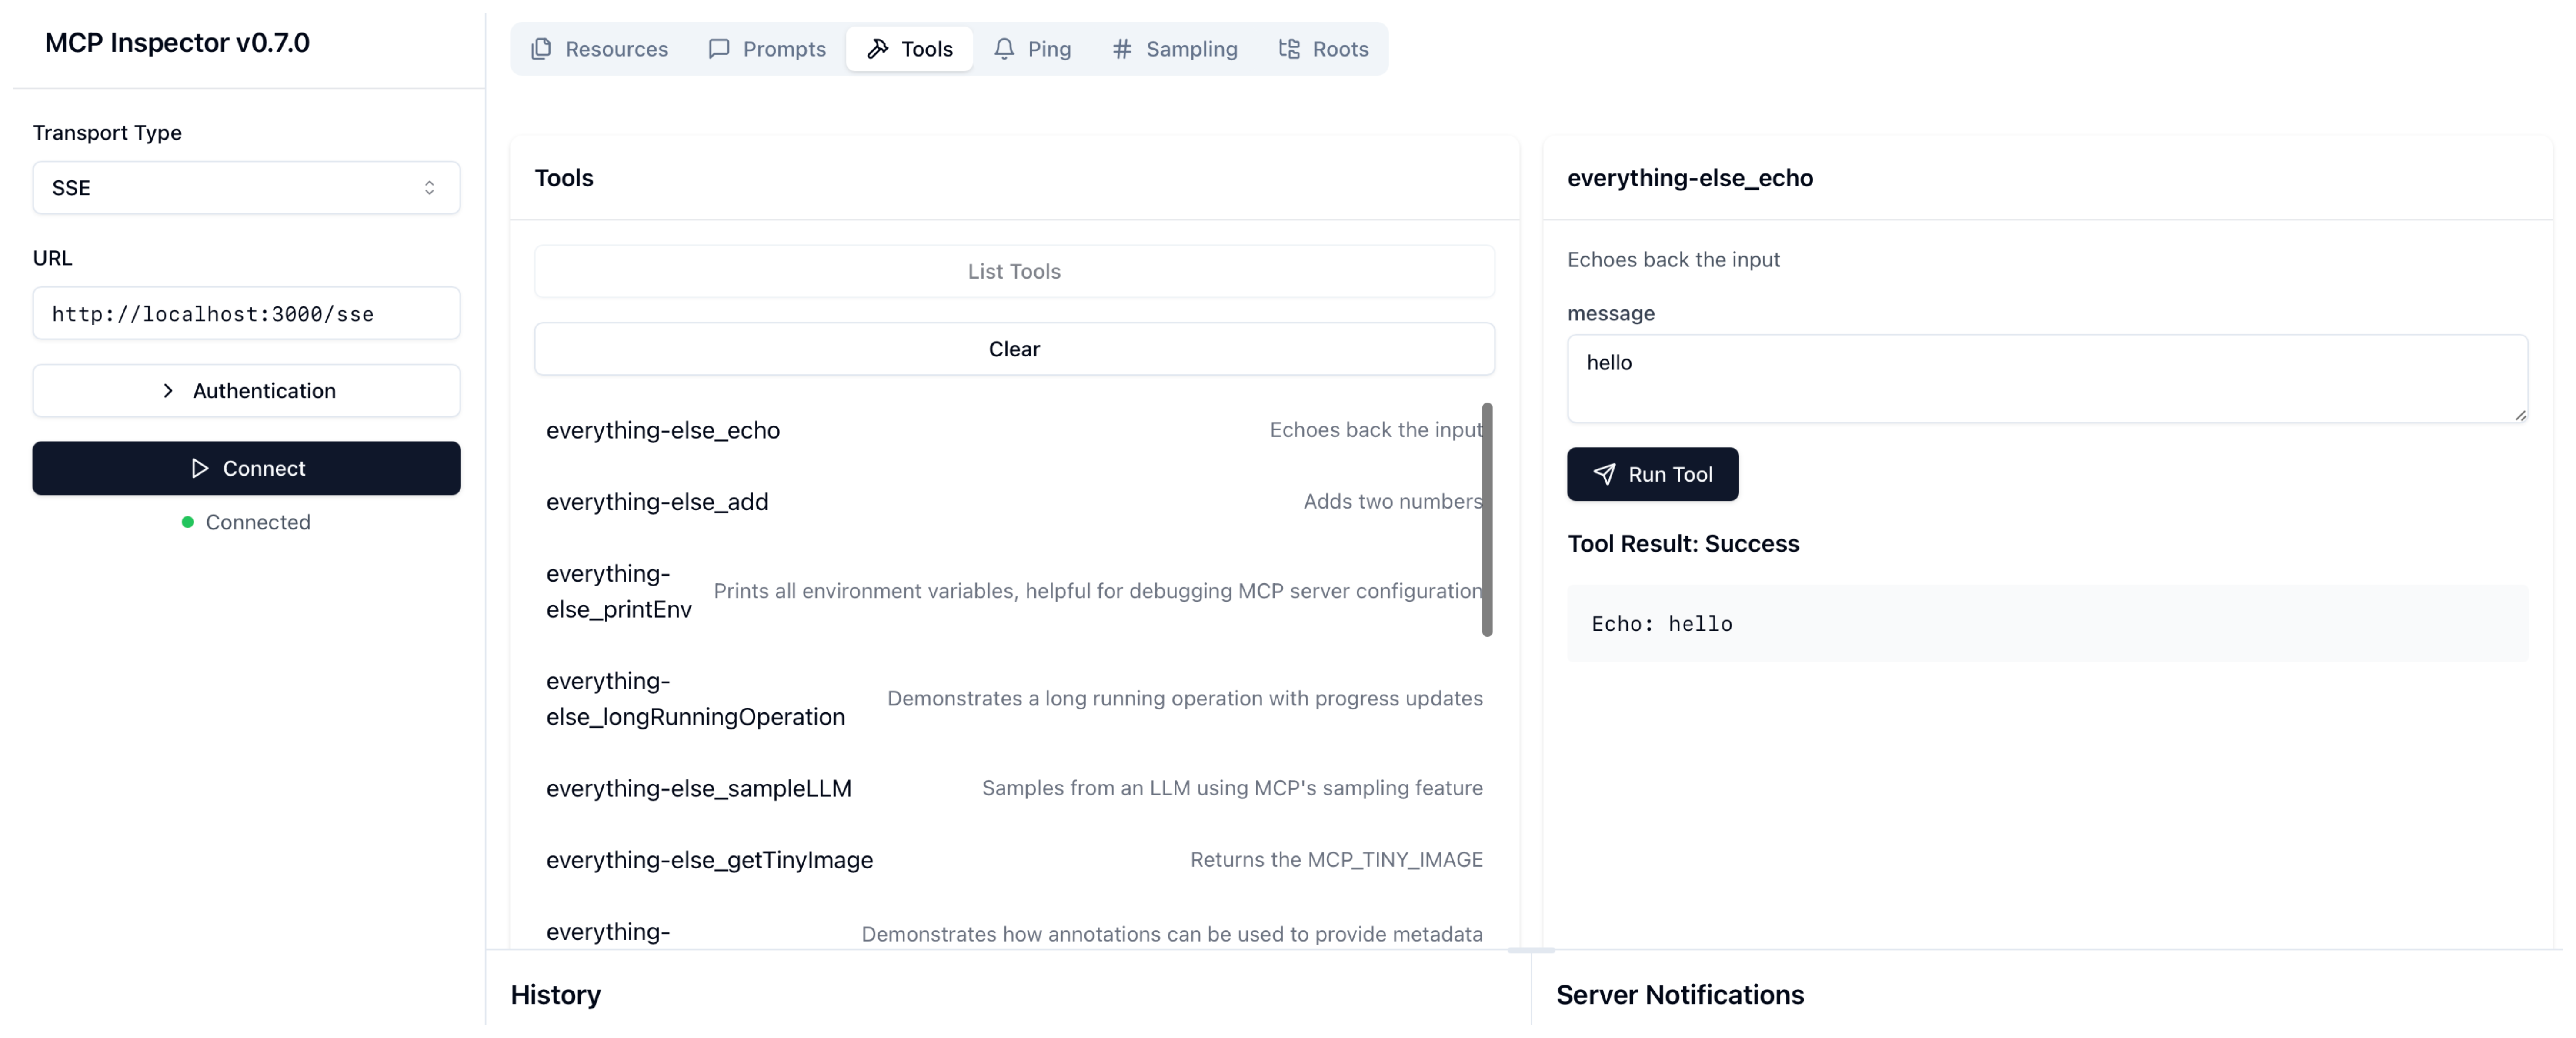 MCP Inspector v0.7.0
Transport Type
SSE
URL
http://localhost:3000/sse
Authentication
Connect
Connected
Resources
Prompts
Tools
Ping
Sampling
Roots
Tools
List Tools
Clear
everything-else_echo
Echoes back the input
everything-else_add
Adds two numbers
everything-
else_printEnv
Prints all environment variables, helpful for debugging MCP server configuration
everything-
else_longRunningOperation
Demonstrates a long running operation with progress updates
everything-else_sampleLLM
Samples from an LLM using MCP's sampling feature
everything-else_getTinyImage
Returns the MCP_TINY_IMAGE
everything-
Demonstrates how annotations can be used to provide metadata
everything-else_echo
Echoes back the input
message
hello
Run Tool
Tool Result: Success
Echo: hello
History
Server Notifications